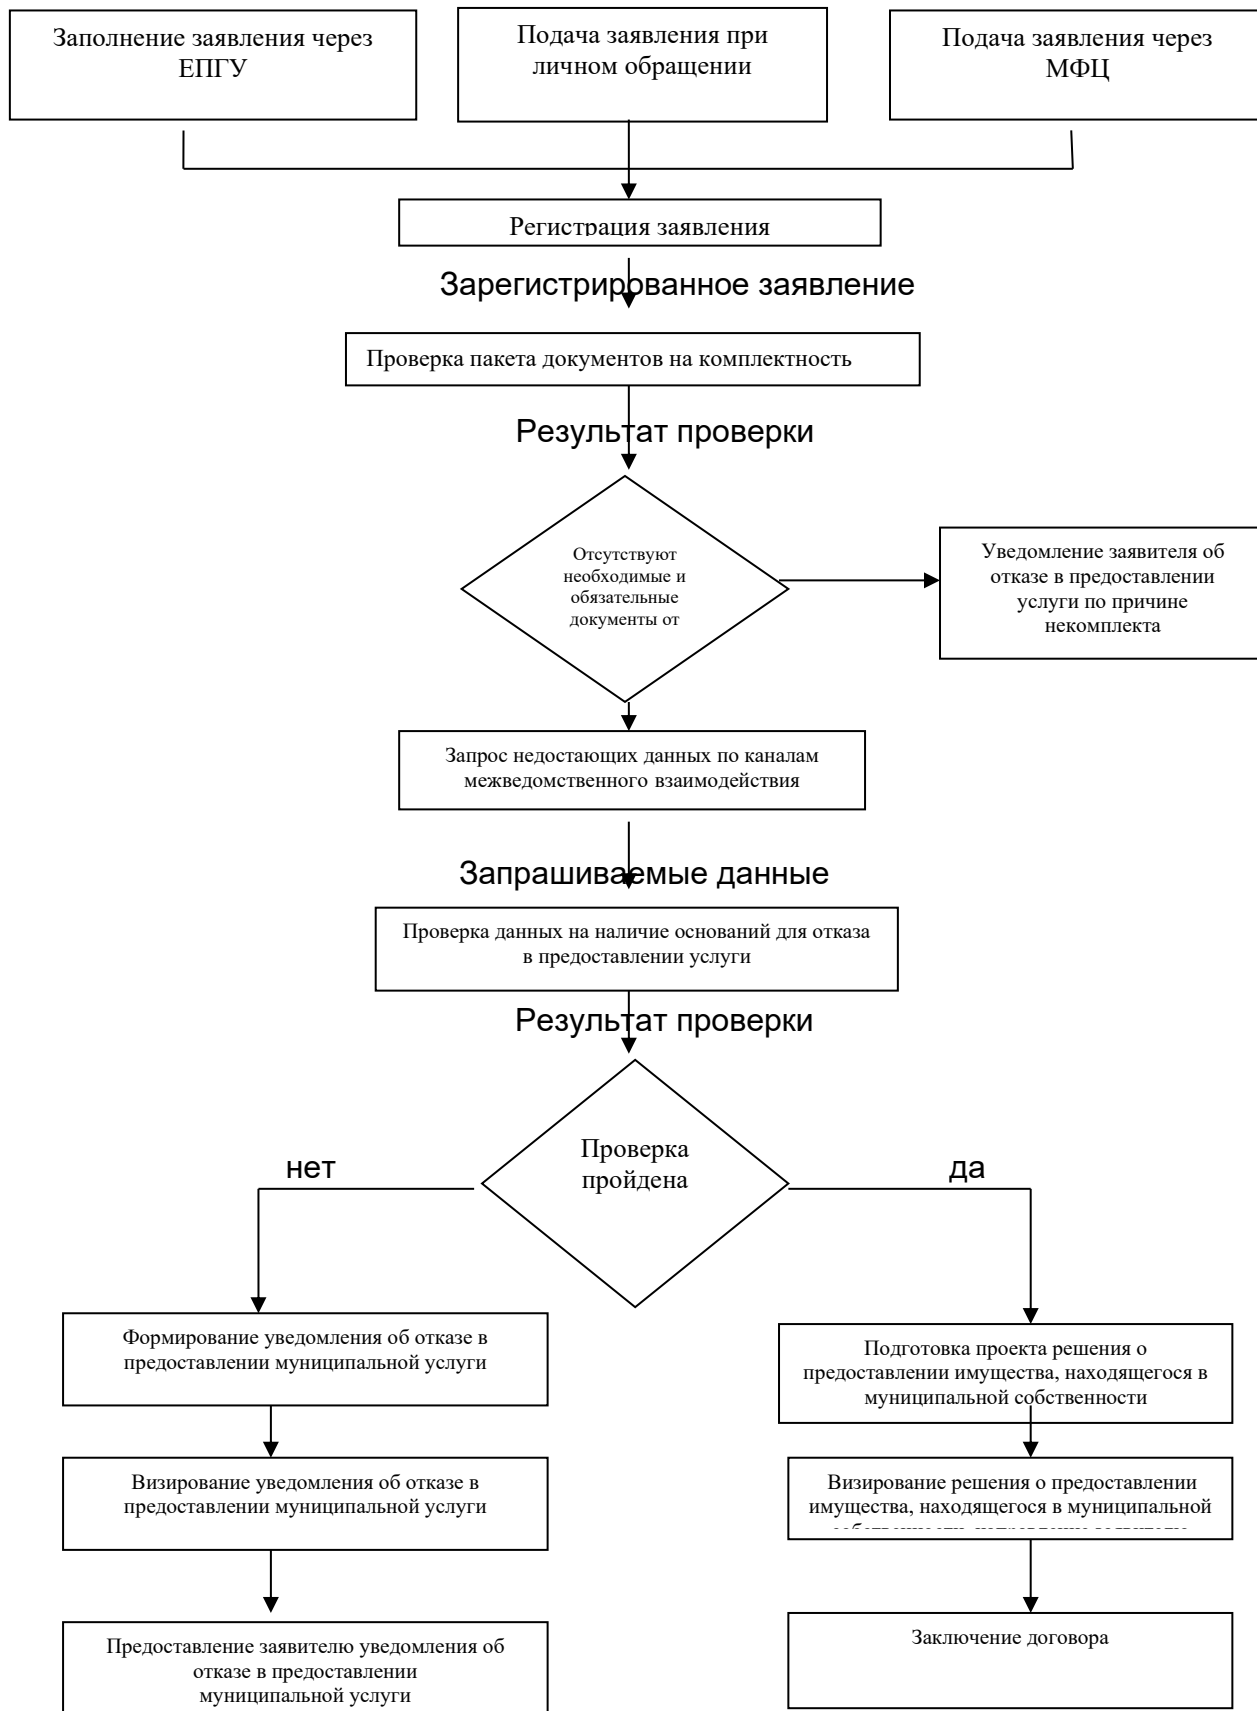 Заполнение заявления через
ЕПГУ
Подача заявления при
личном обращении
Подача заявления через
МФЦ
Регистрация заявления
Зарегистрированное заявление
Проверка пакета документов на комплектность
Результат проверки
Отсутствуют
необходимые и
обязательные
документы от
Уведомление заявителя об
отказе в предоставлении
услуги по причине
некомплекта
Запрос недостающих данных по каналам
межведомственного взаимодействия
Запрашиваемые данные
Проверка данных на наличие оснований для отказа
в предоставлении услуги
Результат проверки
Проверка
пройдена
нет
да
Формирование уведомления об отказе в
предоставлении муниципальной услуги
Подготовка проекта решения о
предоставлении имущества, находящегося в
муниципальной собственности
Визирование уведомления об отказе в
предоставлении муниципальной услуги
Визирование решения о предоставлении
имущества, находящегося в муниципальной
Предоставление заявителю уведомления об
отказе в предоставлении
муниципальной услуги
Заключение договора